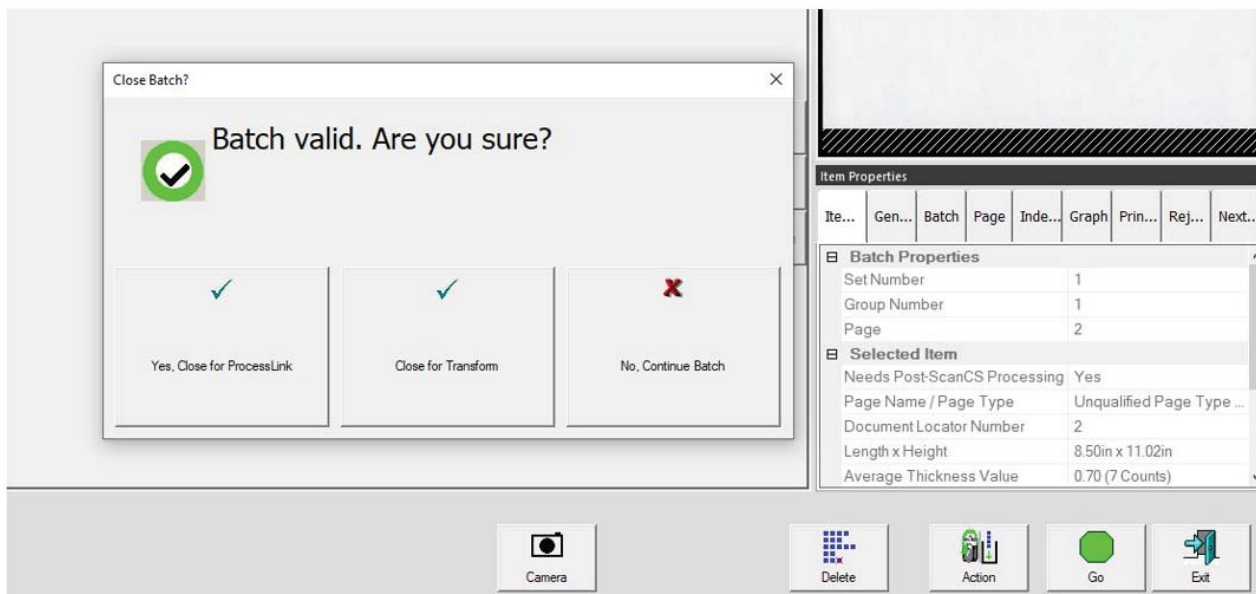 Close Batch?
Batch valid. Are you sure?
Yes, Close for ProcessLink
Close for Transform
No, Continue Batch
Item Properties
Ite... Gen... Batch Page Inde... Graph Prin... Rej... Next...
Batch Properties
Set Number 1
Group Number 1
Page 2
Selected Item
Needs Post-ScanCS Processing Yes
Page Name / Page Type Unqualified Page Type ...
Document Locator Number 2
Length x Height 8.50in x 11.02in
Average Thickness Value 0.70 (7 Counts)
Camera
Delete
Action
Go
Exit